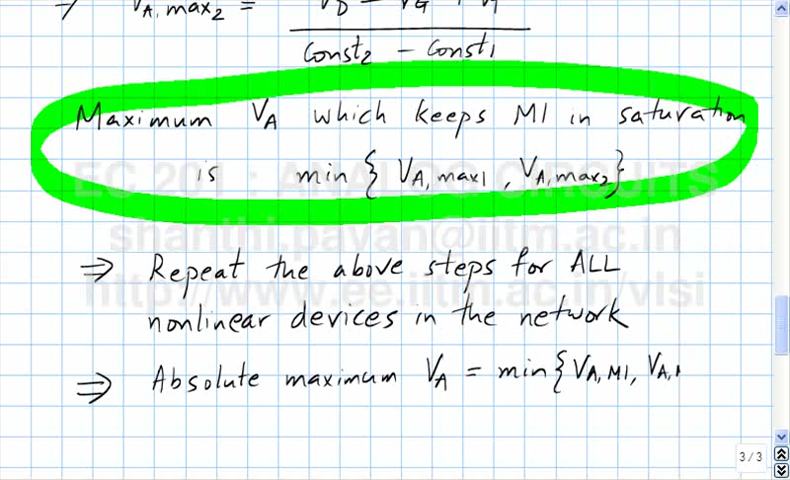 ⇒ VA, max2 =
Const2 - Const1
Maximum VA which keeps M1 in saturation
is min { VA, max1 , VA, max2 }
EC 201 : ANALOG CIRCUITS
shanthi.pavan@iitm.ac.in
⇒ Repeat the above steps for ALL
http://www.ee.iitm.ac.in/vlsi
nonlinear devices in the network
⇒ Absolute maximum VA = min { VA, M1, VA,
3 / 3